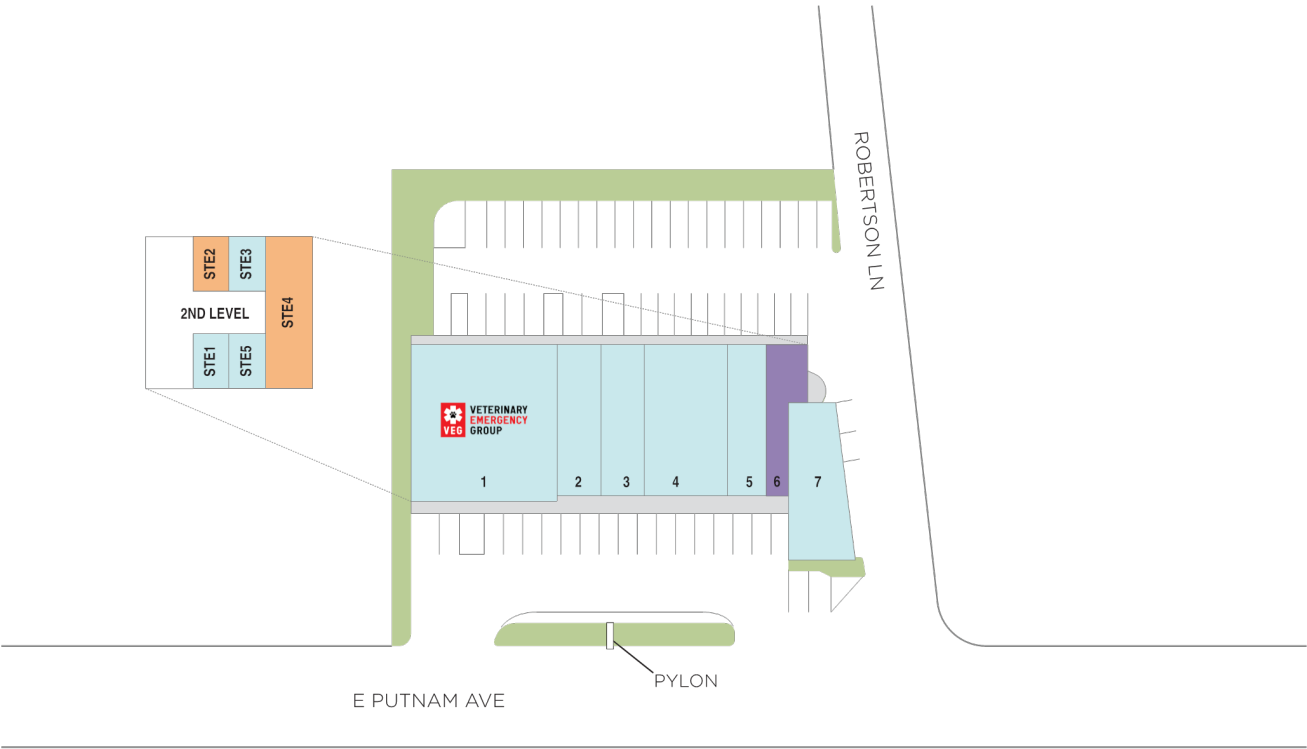 ROBERTSON LN
STE2
STE3
STE4
2ND LEVEL
STE1
STE5
VEG
VETERINARY
EMERGENCY
GROUP
1
2
3
4
5
6
7
PYLON
E PUTNAM AVE